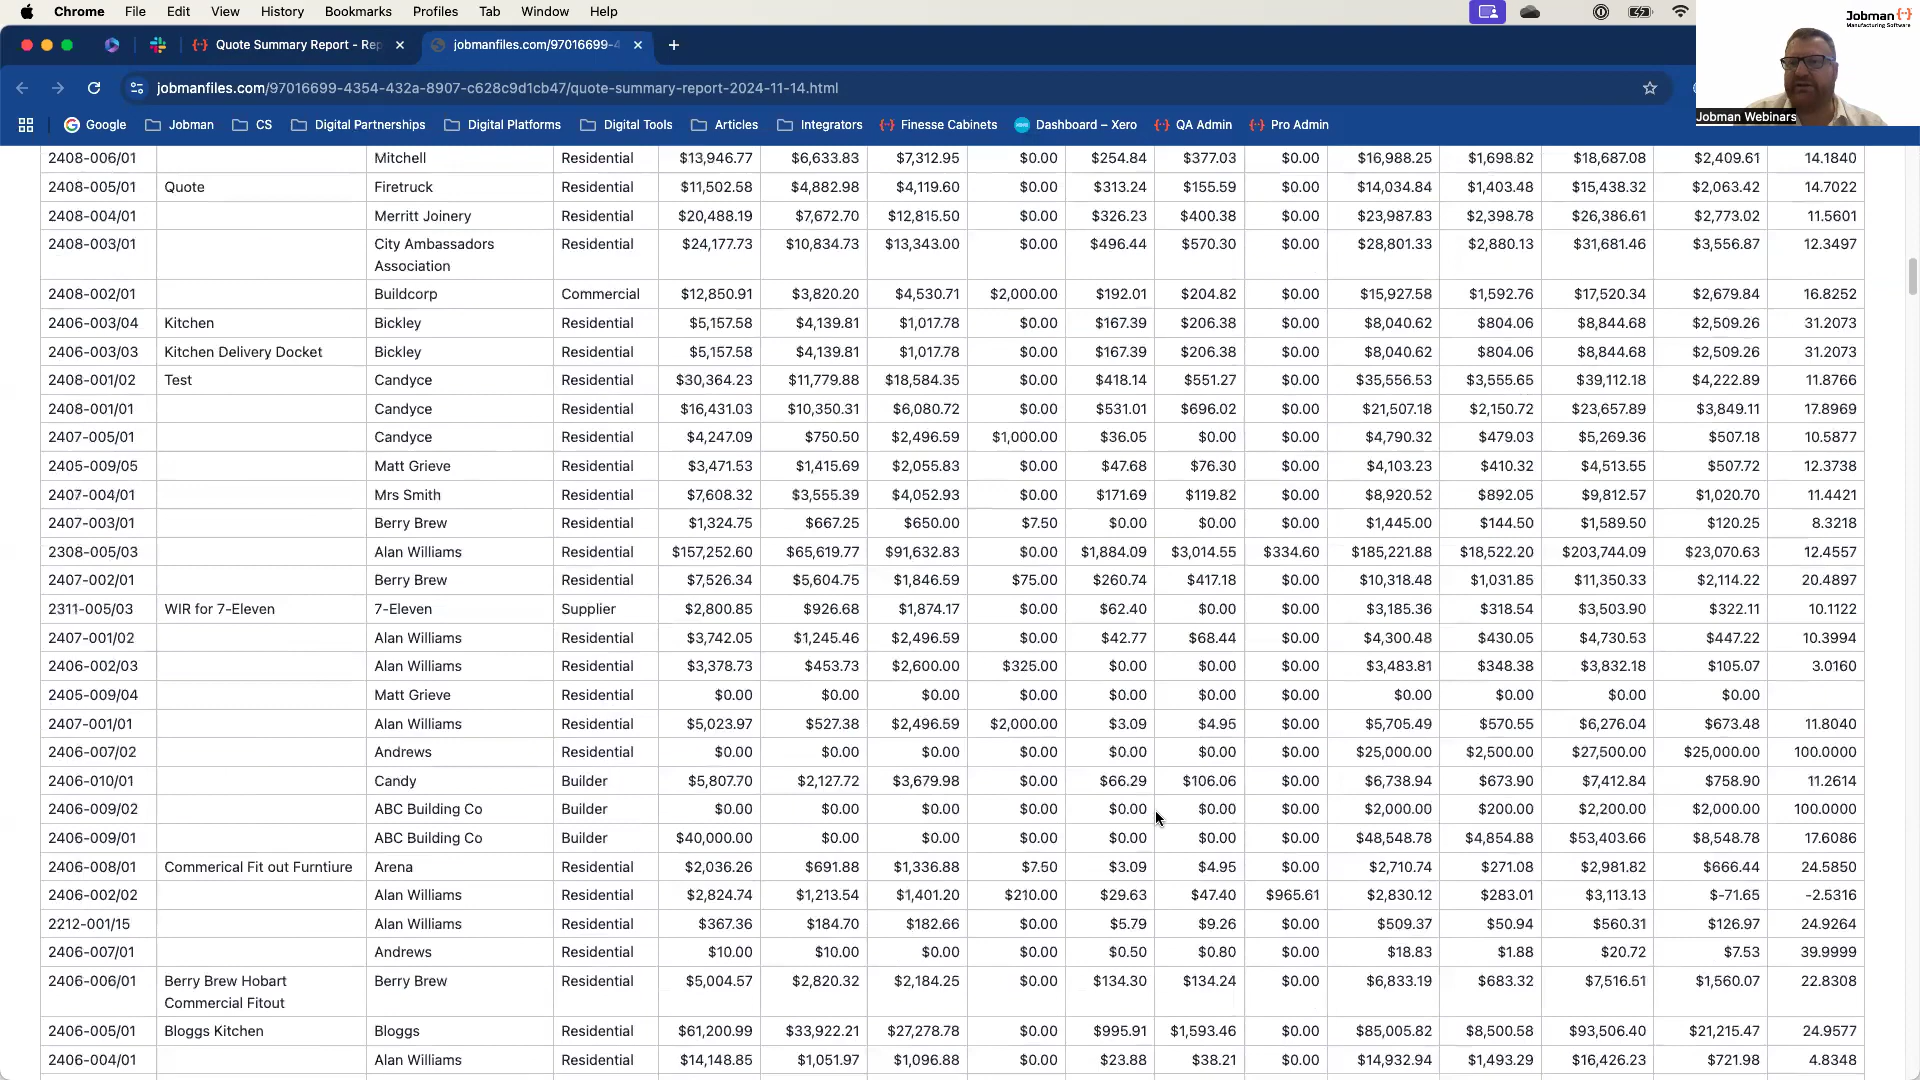 Chrome File Edit View History Bookmarks Profiles Tab Window Help
Jobman
Manufacturing Software
Quote Summary Report - Rep
jobmanfiles.com/97016699-4
jobmanfiles.com/97016699-4354-432a-8907-c628c9d1cb47/quote-summary-report-2024-11-14.html
Jobman Webinars
Google Jobman CS Digital Partnerships Digital Platforms Digital Tools Articles Integrators Finesse Cabinets Dashboard – Xero QA Admin Pro Admin
2408-006/01 Mitchell Residential $13,946.77 $6,633.83 $7,312.95 $0.00 $254.84 $377.03 $0.00 $16,988.25 $1,698.82 $18,687.08 $2,409.61 14.1840
2408-005/01 Quote Firetruck Residential $11,502.58 $4,882.98 $4,119.60 $0.00 $313.24 $155.59 $0.00 $14,034.84 $1,403.48 $15,438.32 $2,063.42 14.7022
2408-004/01 Merritt Joinery Residential $20,488.19 $7,672.70 $12,815.50 $0.00 $326.23 $400.38 $0.00 $23,987.83 $2,398.78 $26,386.61 $2,773.02 11.5601
2408-003/01 City Ambassadors Residential $24,177.73 $10,834.73 $13,343.00 $0.00 $496.44 $570.30 $0.00 $28,801.33 $2,880.13 $31,681.46 $3,556.87 12.3497
Association
2408-002/01 Buildcorp Commercial $12,850.91 $3,820.20 $4,530.71 $2,000.00 $192.01 $204.82 $0.00 $15,927.58 $1,592.76 $17,520.34 $2,679.84 16.8252
2406-003/04 Kitchen Bickley Residential $5,157.58 $4,139.81 $1,017.78 $0.00 $167.39 $206.38 $0.00 $8,040.62 $804.06 $8,844.68 $2,509.26 31.2073
2406-003/03 Kitchen Delivery Docket Bickley Residential $5,157.58 $4,139.81 $1,017.78 $0.00 $167.39 $206.38 $0.00 $8,040.62 $804.06 $8,844.68 $2,509.26 31.2073
2408-001/02 Test Candyce Residential $30,364.23 $11,779.88 $18,584.35 $0.00 $418.14 $551.27 $0.00 $35,556.53 $3,555.65 $39,112.18 $4,222.89 11.8766
2408-001/01 Candyce Residential $16,431.03 $10,350.31 $6,080.72 $0.00 $531.01 $696.02 $0.00 $21,507.18 $2,150.72 $23,657.89 $3,849.11 17.8969
2407-005/01 Candyce Residential $4,247.09 $750.50 $2,496.59 $1,000.00 $36.05 $0.00 $0.00 $4,790.32 $479.03 $5,269.36 $507.18 10.5877
2405-009/05 Matt Grieve Residential $3,471.53 $1,415.69 $2,055.83 $0.00 $47.68 $76.30 $0.00 $4,103.23 $410.32 $4,513.55 $507.72 12.3738
2407-004/01 Mrs Smith Residential $7,608.32 $3,555.39 $4,052.93 $0.00 $171.69 $119.82 $0.00 $8,920.52 $892.05 $9,812.57 $1,020.70 11.4421
2407-003/01 Berry Brew Residential $1,324.75 $667.25 $650.00 $7.50 $0.00 $0.00 $0.00 $1,445.00 $144.50 $1,589.50 $120.25 8.3218
2308-005/03 Alan Williams Residential $157,252.60 $65,619.77 $91,632.83 $0.00 $1,884.09 $3,014.55 $334.60 $185,221.88 $18,522.20 $203,744.09 $23,070.63 12.4557
2407-002/01 Berry Brew Residential $7,526.34 $5,604.75 $1,846.59 $75.00 $260.74 $417.18 $0.00 $10,318.48 $1,031.85 $11,350.33 $2,114.22 20.4897
2311-005/03 WIR for 7-Eleven 7-Eleven Supplier $2,800.85 $926.68 $1,874.17 $0.00 $62.40 $0.00 $0.00 $3,185.36 $318.54 $3,503.90 $322.11 10.1122
2407-001/02 Alan Williams Residential $3,742.05 $1,245.46 $2,496.59 $0.00 $42.77 $68.44 $0.00 $4,300.48 $430.05 $4,730.53 $447.22 10.3994
2406-002/03 Alan Williams Residential $3,378.73 $453.73 $2,600.00 $325.00 $0.00 $0.00 $0.00 $3,483.81 $348.38 $3,832.18 $105.07 3.0160
2405-009/04 Matt Grieve Residential $0.00 $0.00 $0.00 $0.00 $0.00 $0.00 $0.00 $0.00 $0.00 $0.00 $0.00
2407-001/01 Alan Williams Residential $5,023.97 $527.38 $2,496.59 $2,000.00 $3.09 $4.95 $0.00 $5,705.49 $570.55 $6,276.04 $673.48 11.8040
2406-007/02 Andrews Residential $0.00 $0.00 $0.00 $0.00 $0.00 $0.00 $0.00 $25,000.00 $2,500.00 $27,500.00 $25,000.00 100.0000
2406-010/01 Candy Builder $5,807.70 $2,127.72 $3,679.98 $0.00 $66.29 $106.06 $0.00 $6,738.94 $673.90 $7,412.84 $758.90 11.2614
2406-009/02 ABC Building Co Builder $0.00 $0.00 $0.00 $0.00 $0.00 $0.00 $0.00 $2,000.00 $200.00 $2,200.00 $2,000.00 100.0000
2406-009/01 ABC Building Co Builder $40,000.00 $0.00 $0.00 $0.00 $0.00 $0.00 $0.00 $48,548.78 $4,854.88 $53,403.66 $8,548.78 17.6086
2406-008/01 Commerical Fit out Furntiure Arena Residential $2,036.26 $691.88 $1,336.88 $7.50 $3.09 $4.95 $0.00 $2,710.74 $271.08 $2,981.82 $666.44 24.5850
2406-002/02 Alan Williams Residential $2,824.74 $1,213.54 $1,401.20 $210.00 $29.63 $47.40 $965.61 $2,830.12 $283.01 $3,113.13 $-71.65 -2.5316
2212-001/15 Alan Williams Residential $367.36 $184.70 $182.66 $0.00 $5.79 $9.26 $0.00 $509.37 $50.94 $560.31 $126.97 24.9264
2406-007/01 Andrews Residential $10.00 $10.00 $0.00 $0.00 $0.50 $0.80 $0.00 $18.83 $1.88 $20.72 $7.53 39.9999
2406-006/01 Berry Brew Hobart Berry Brew Residential $5,004.57 $2,820.32 $2,184.25 $0.00 $134.30 $134.24 $0.00 $6,833.19 $683.32 $7,516.51 $1,560.07 22.8308
Commercial Fitout
2406-005/01 Bloggs Kitchen Bloggs Residential $61,200.99 $33,922.21 $27,278.78 $0.00 $995.91 $1,593.46 $0.00 $85,005.82 $8,500.58 $93,506.40 $21,215.47 24.9577
2406-004/01 Alan Williams Residential $14,148.85 $1,051.97 $1,096.88 $0.00 $23.88 $38.21 $0.00 $14,932.94 $1,493.29 $16,426.23 $721.98 4.8348